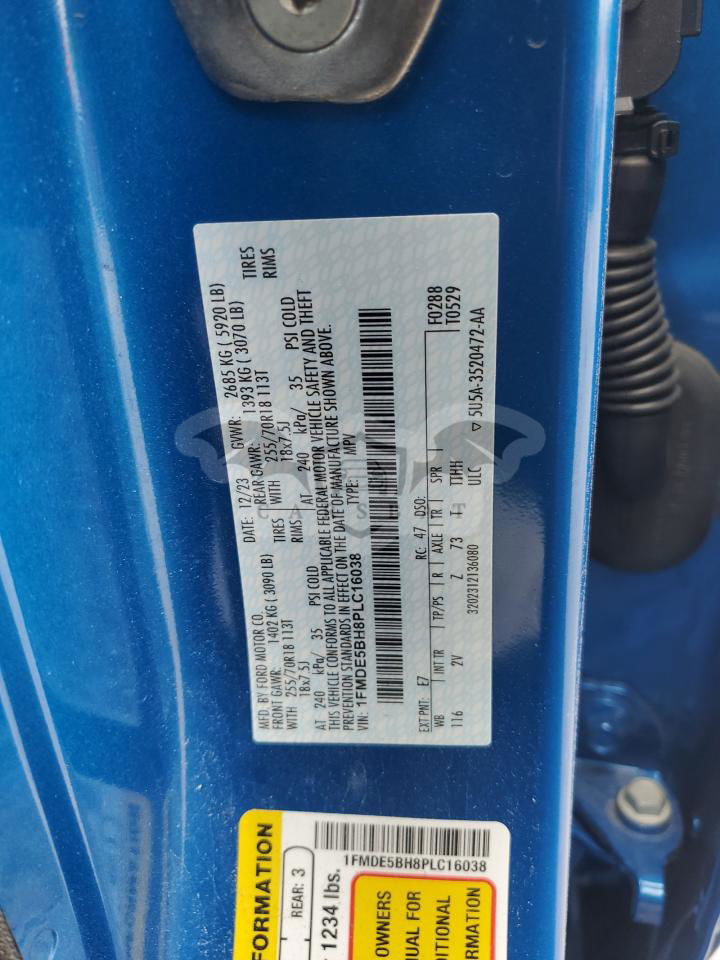 MFD. BY FORD MOTOR CO. DATE: 12/23 GVWR: 2685 KG ( 5920 LB)
FRONT GAWR: 1402 KG ( 3090 LB) REAR GAWR: 1393 KG ( 3070 LB)
WITH 255/70R18 113T TIRES WITH 255/70R18 113T TIRES
18x7.5J RIMS 18x7.5J RIMS
AT 240 kPa/ 35 PSI COLD AT 240 kPa/ 35 PSI COLD
THIS VEHICLE CONFORMS TO ALL APPLICABLE FEDERAL MOTOR VEHICLE SAFETY AND THEFT
PREVENTION STANDARDS IN EFFECT ON THE DATE OF MANUFACTURE SHOWN ABOVE.
VIN: 1FMDE5BH8PLC16038 TYPE: MPV
F0288
EXT PNT: E7 RC: 47 DSO: T0529
WB INT TR TP/PS R AXLE TR SPR
116 2V Z 73 T TJMH
3202312136080 ULC ▽ 5U5A-3520472-AA
FORMATION
REAR: 3
1234 lbs.
1FMDE5BH8PLC16038
OWNERS
UAL FOR
DITIONAL
RMATION